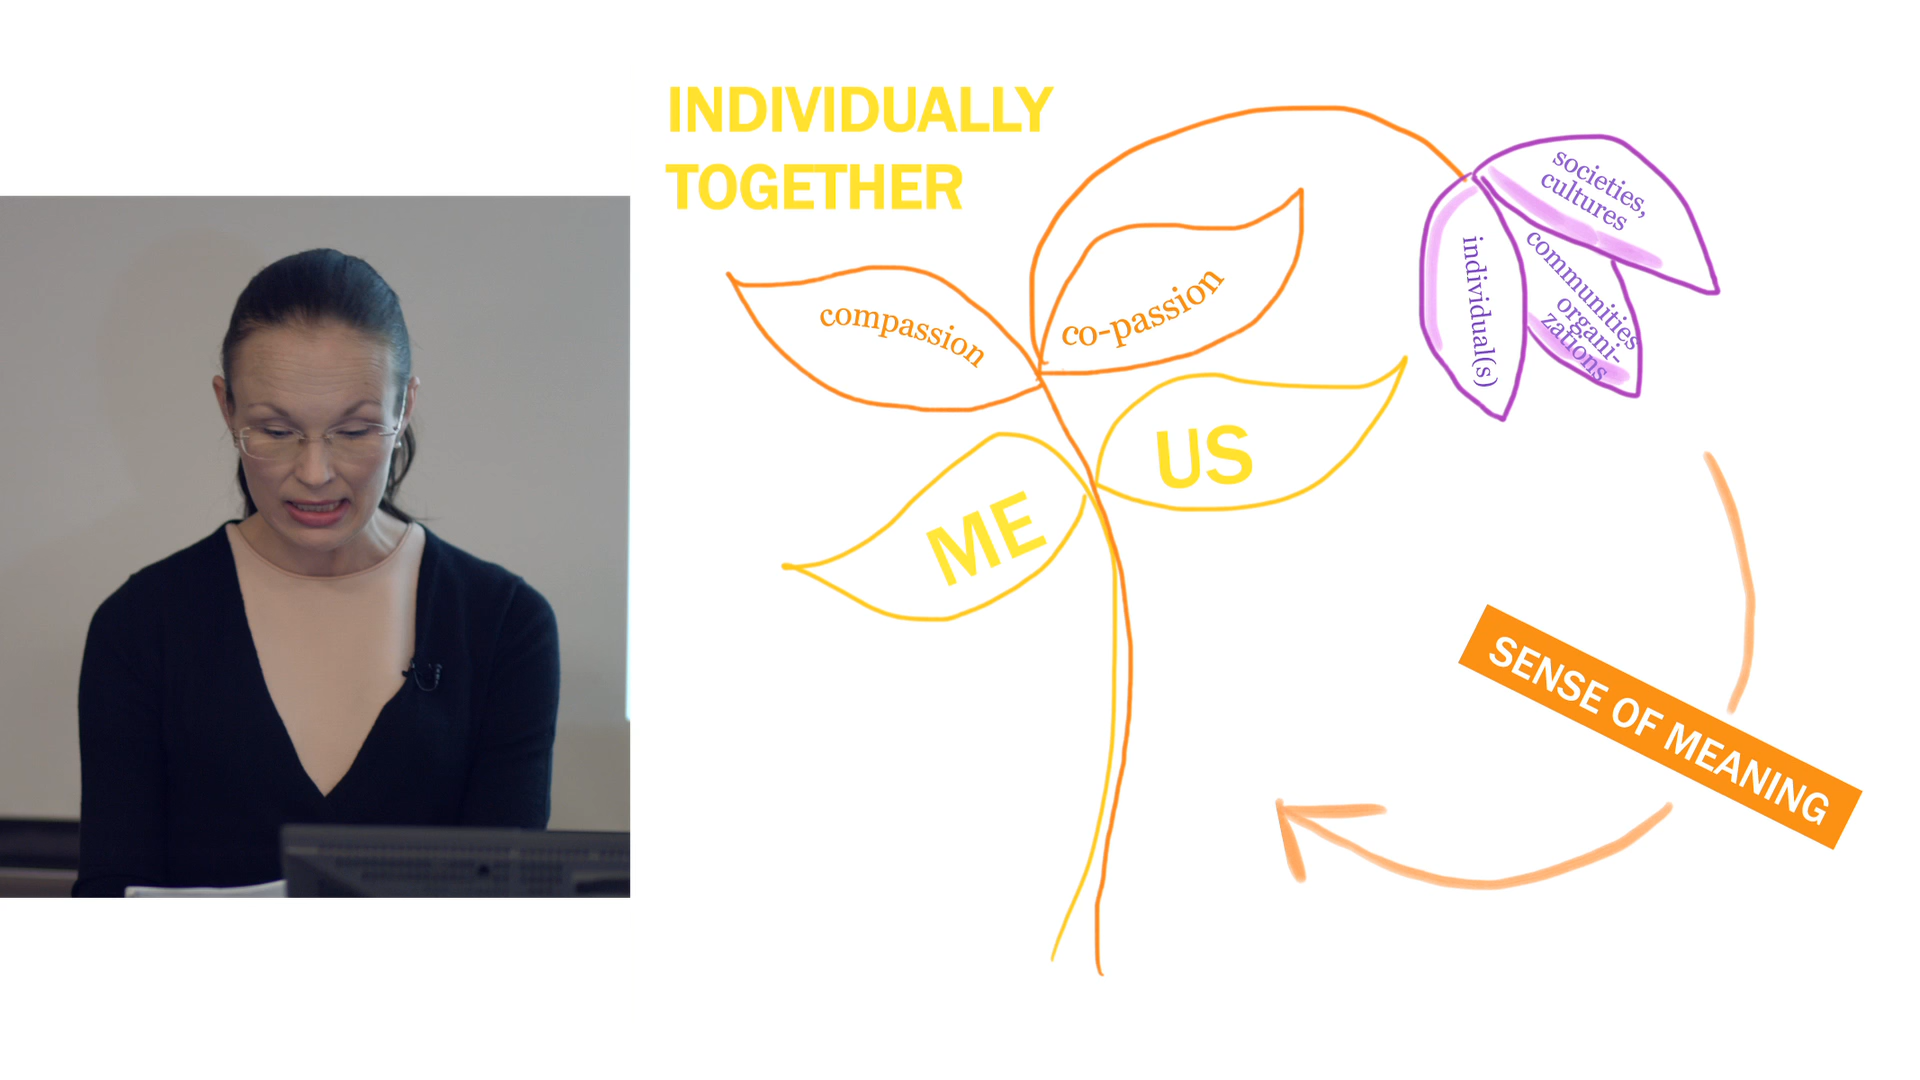 INDIVIDUALLY
TOGETHER
compassion
co-passion
ME
US
individual(s)
societies,
cultures
communities
organi-
zations
SENSE OF MEANING